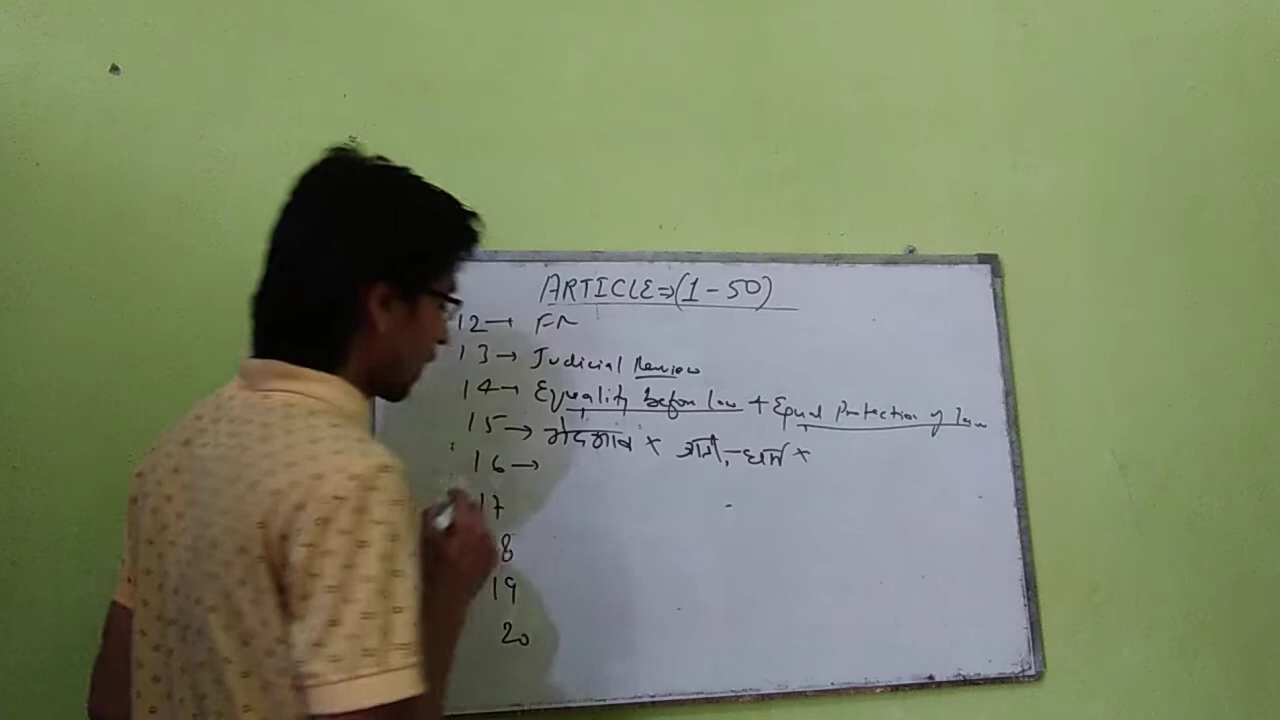 ARTICLE⇒(1-50)
12→ FR
13→ Judicial Review
14→ Equality before law + Equal Protection of law
15→ भेदभाव × जाति,-धर्म ×
16→
17
18
19
20